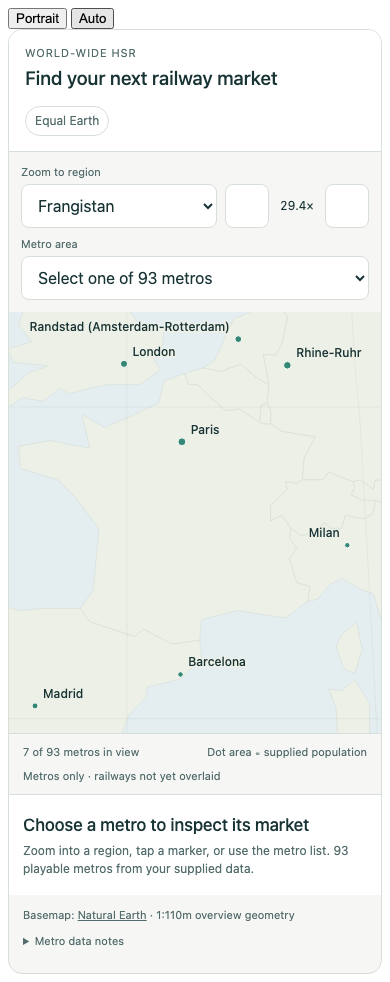 Portrait Auto
WORLD-WIDE HSR
Find your next railway market
Equal Earth
Zoom to region
Frangistan 29.4×
Metro area
Select one of 93 metros
Randstad (Amsterdam-Rotterdam)
London
Rhine-Ruhr
Paris
Milan
Barcelona
Madrid
7 of 93 metros in view Dot area = supplied population
Metros only · railways not yet overlaid
Choose a metro to inspect its market
Zoom into a region, tap a marker, or use the metro list. 93
playable metros from your supplied data.
Basemap: Natural Earth · 1:110m overview geometry
Metro data notes